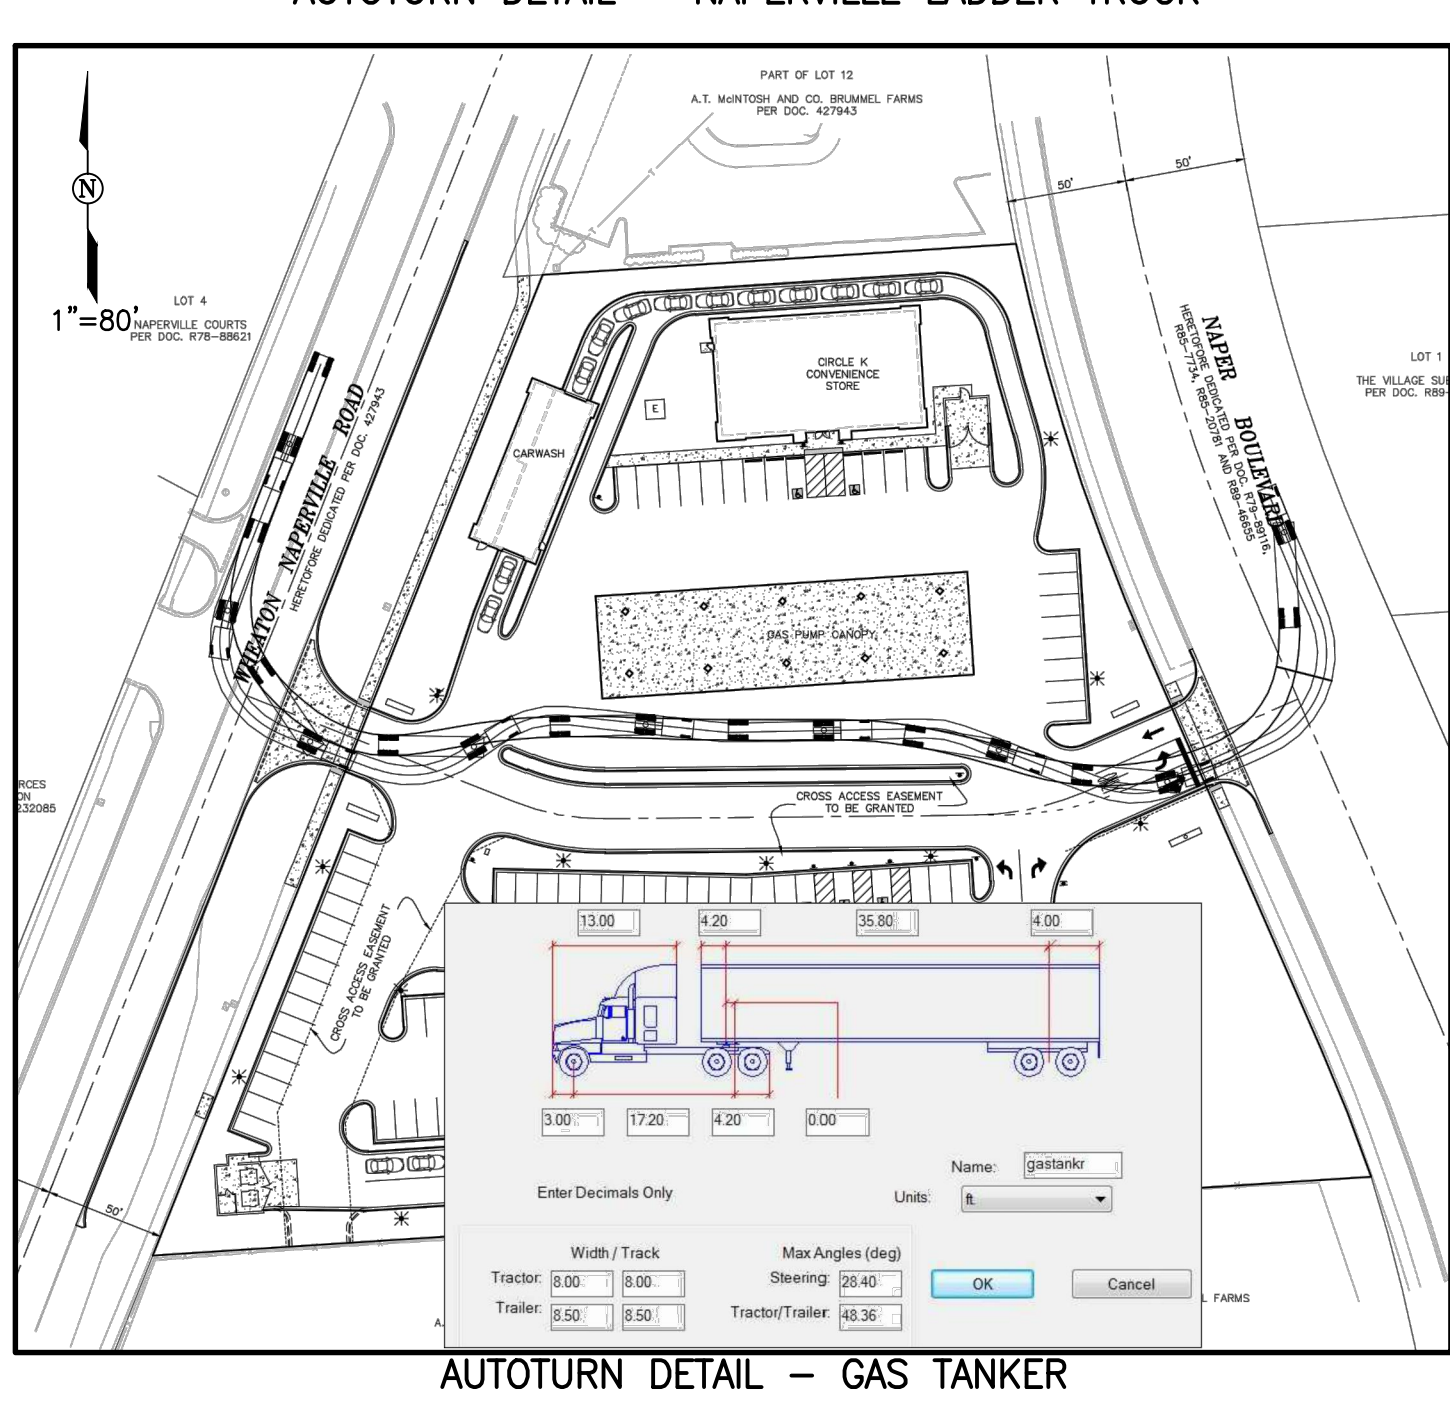 AUTOTURN DETAIL – NAPERVILLE LADDER TRUCK
PART OF LOT 12
A.T. McINTOSH AND CO. BRUMMEL FARMS
PER DOC. 427943
50'
50'
N
1"=80'
LOT 4
NAPERVILLE COURTS
PER DOC. R78-88621
WHEATON NAPERVILLE ROAD
HERETOFORE DEDICATED PER DOC. 427943
NAPER BOULEVARD
HERETOFORE DEDICATED PER DOC. R79-89116,
R85-7734, R85-20781 AND R89-46655
LOT 1
THE VILLAGE SU
PER DOC. R89-
CIRCLE K
CONVENIENCE
STORE
E
CARWASH
GAS PUMP CANOPY
RCES
ON
232085
CROSS ACCESS EASEMENT
TO BE GRANTED
CROSS ACCESS EASEMENT
TO BE GRANTED
50'
13.00
4.20
35.80
4.00
3.00
17.20
4.20
0.00
Name: gastankr
Enter Decimals Only
Units: ft.
Width / Track
Max Angles (deg)
Tractor: 8.00 8.00
Steering: 28.40
OK
Cancel
Trailer: 8.50 8.50
Tractor/Trailer: 48.36
L FARMS
A.
AUTOTURN DETAIL – GAS TANKER